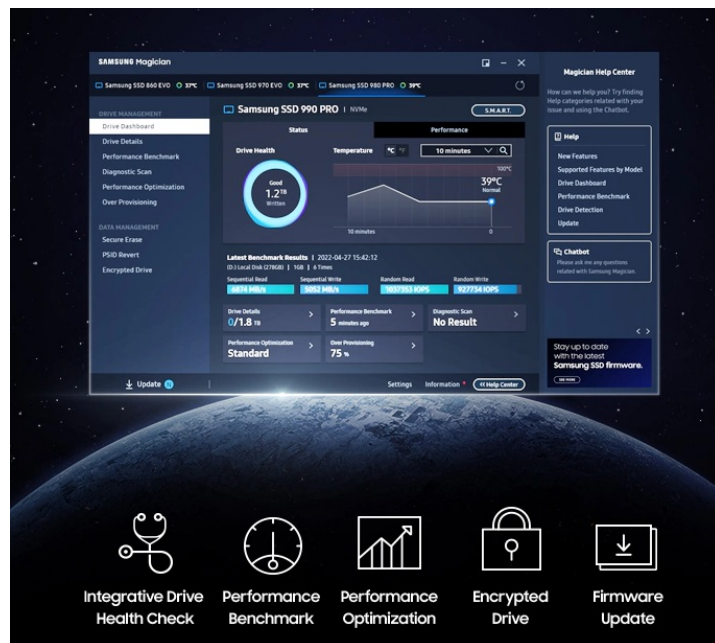 SAMSUNG Magician
Samsung SSD 860 EVO 37°C
Samsung SSD 970 EVO 37°C
Samsung SSD 980 PRO 39°C
DRIVE MANAGEMENT
Drive Dashboard
Drive Details
Performance Benchmark
Diagnostic Scan
Performance Optimization
Over Provisioning
DATA MANAGEMENT
Secure Erase
PSID Revert
Encrypted Drive
Samsung SSD 990 PRO | NVMe
S.M.A.R.T.
Status
Performance
Drive Health
Good
1.2TB
Written
Temperature
°C °F
10 minutes
100°C
39°C
Normal
10 minutes
0
Latest Benchmark Results | 2022-04-27 15:42:12
(D:) Local Disk (278GB) | 1GB | 6 Times
Sequential Read
6874 MB/s
Sequential Write
5052 MB/s
Random Read
1037353 IOPS
Random Write
927734 IOPS
Drive Details
0/1.8 TB
Performance Benchmark
5 minutes ago
Diagnostic Scan
No Result
Performance Optimization
Standard
Over Provisioning
75 %
Update N
Settings
Information
Help Center
Magician Help Center
How can we help you? Try finding
Help categories related with your
issue and using the Chatbot.
Help
New Features
Supported Features by Model
Drive Dashboard
Performance Benchmark
Drive Detection
Update
Chatbot
Please ask me any questions
related with Samsung Magician.
Stay up to date
with the latest
Samsung SSD firmware.
SEE MORE
Integrative Drive
Health Check
Performance
Benchmark
Performance
Optimization
Encrypted
Drive
Firmware
Update